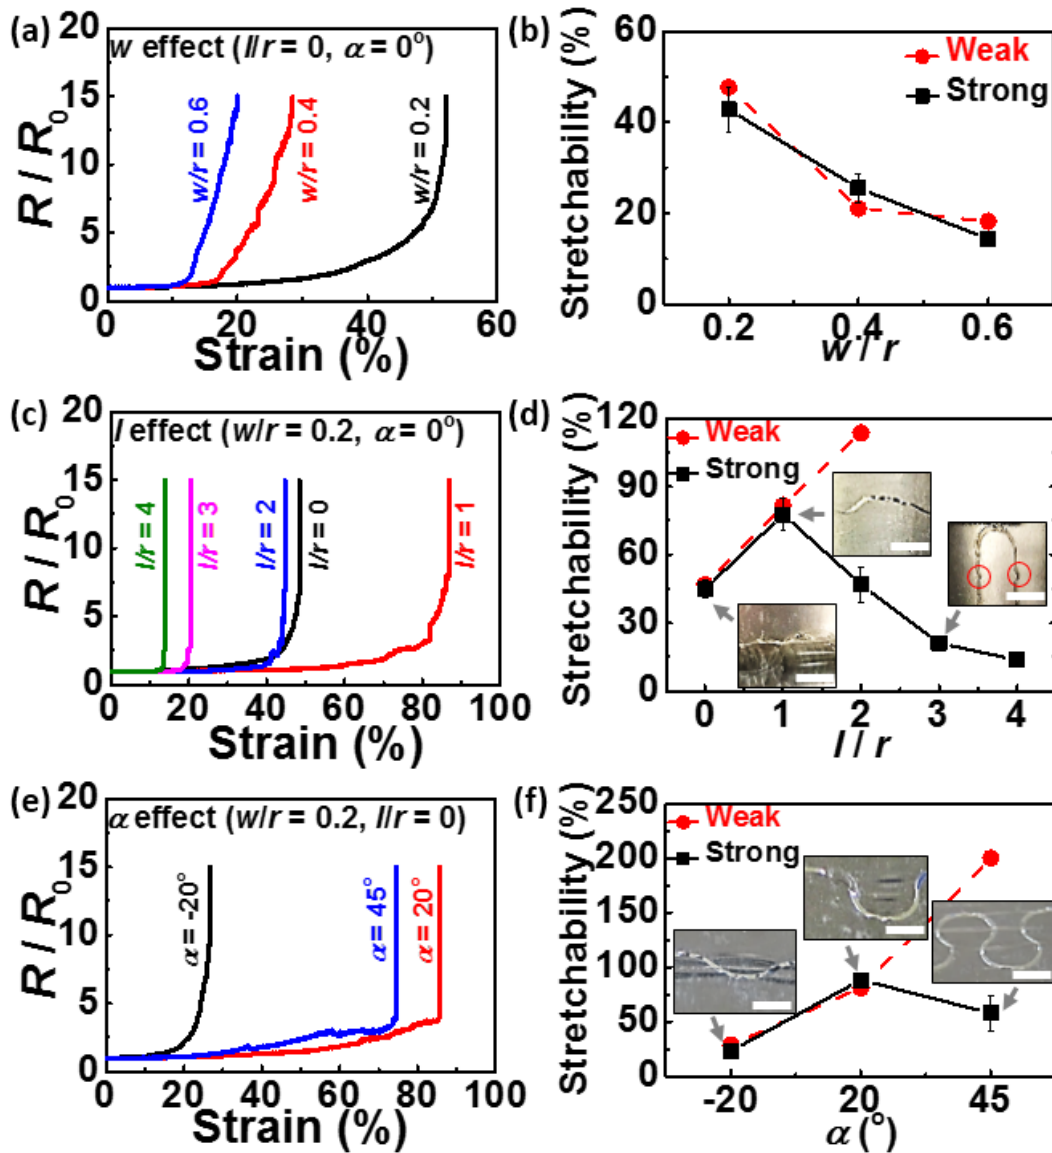 (a)
20
15
10
5
0
R / R0
w effect (l/r = 0, α = 0°)
w/r = 0.6
w/r = 0.4
w/r = 0.2
0 20 40 60
Strain (%)
(b)
60
40
20
0
Stretchability (%)
Weak
Strong
0.2 0.4 0.6
w / r
(c)
20
15
10
5
0
R / R0
l effect (w/r = 0.2, α = 0°)
l/r = 4
l/r = 3
l/r = 2
l/r = 0
l/r = 1
0 20 40 60 80 100
Strain (%)
(d)
120
90
60
30
0
Stretchability (%)
Weak
Strong
0 1 2 3 4
l / r
(e)
20
15
10
5
0
R / R0
α effect (w/r = 0.2, l/r = 0)
α = -20°
α = 45°
α = 20°
0 20 40 60 80 100
Strain (%)
(f)
250
200
150
100
50
0
Stretchability (%)
Weak
Strong
-20 20 45
α (°)